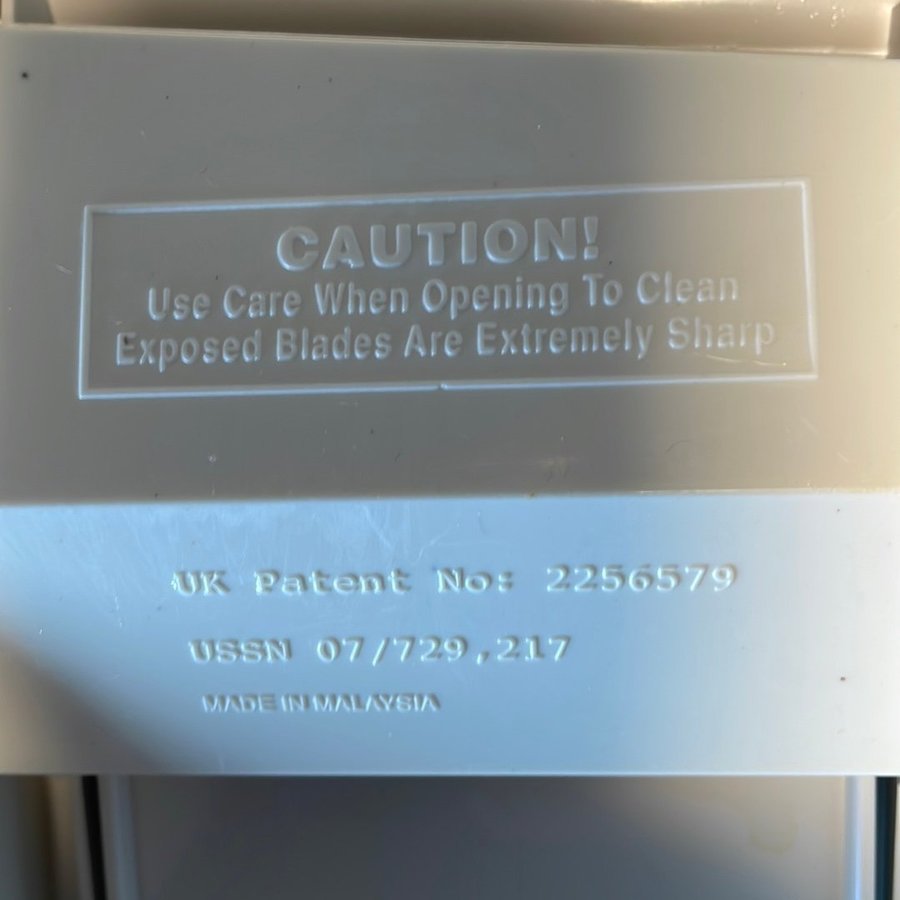 CAUTION!
Use Care When Opening To Clean
Exposed Blades Are Extremely Sharp
UK Patent No: 2256579
USSN 07/729,217
MADE IN MALAYSIA